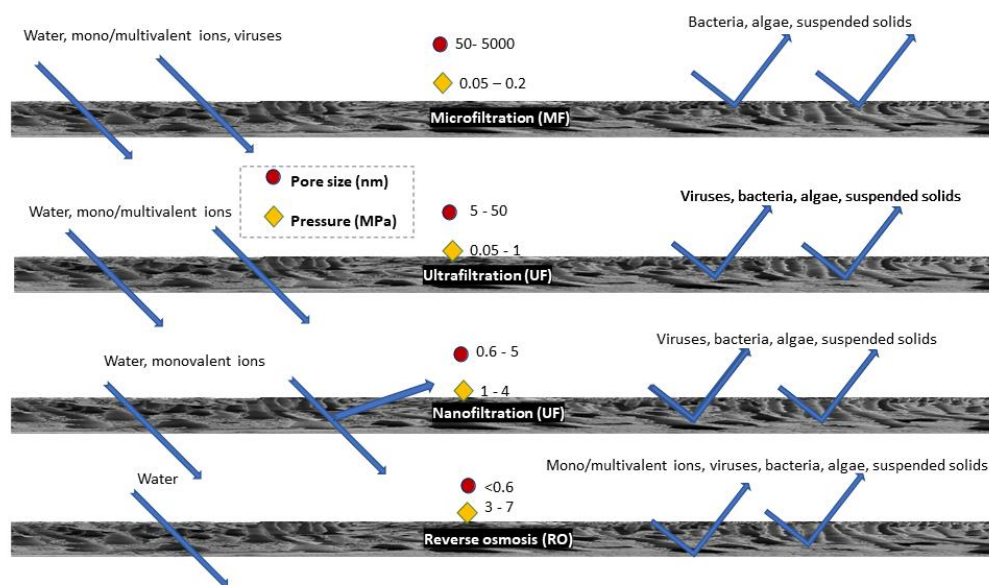 Water, mono/multivalent ions, viruses
50- 5000
Bacteria, algae, suspended solids
0.05 – 0.2
Microfiltration (MF)
Pore size (nm)
Pressure (MPa)
Water, mono/multivalent ions
5 - 50
Viruses, bacteria, algae, suspended solids
0.05 - 1
Ultrafiltration (UF)
Water, monovalent ions
0.6 - 5
Viruses, bacteria, algae, suspended solids
1 - 4
Nanofiltration (UF)
Water
<0.6
Mono/multivalent ions, viruses, bacteria, algae, suspended solids
3 - 7
Reverse osmosis (RO)